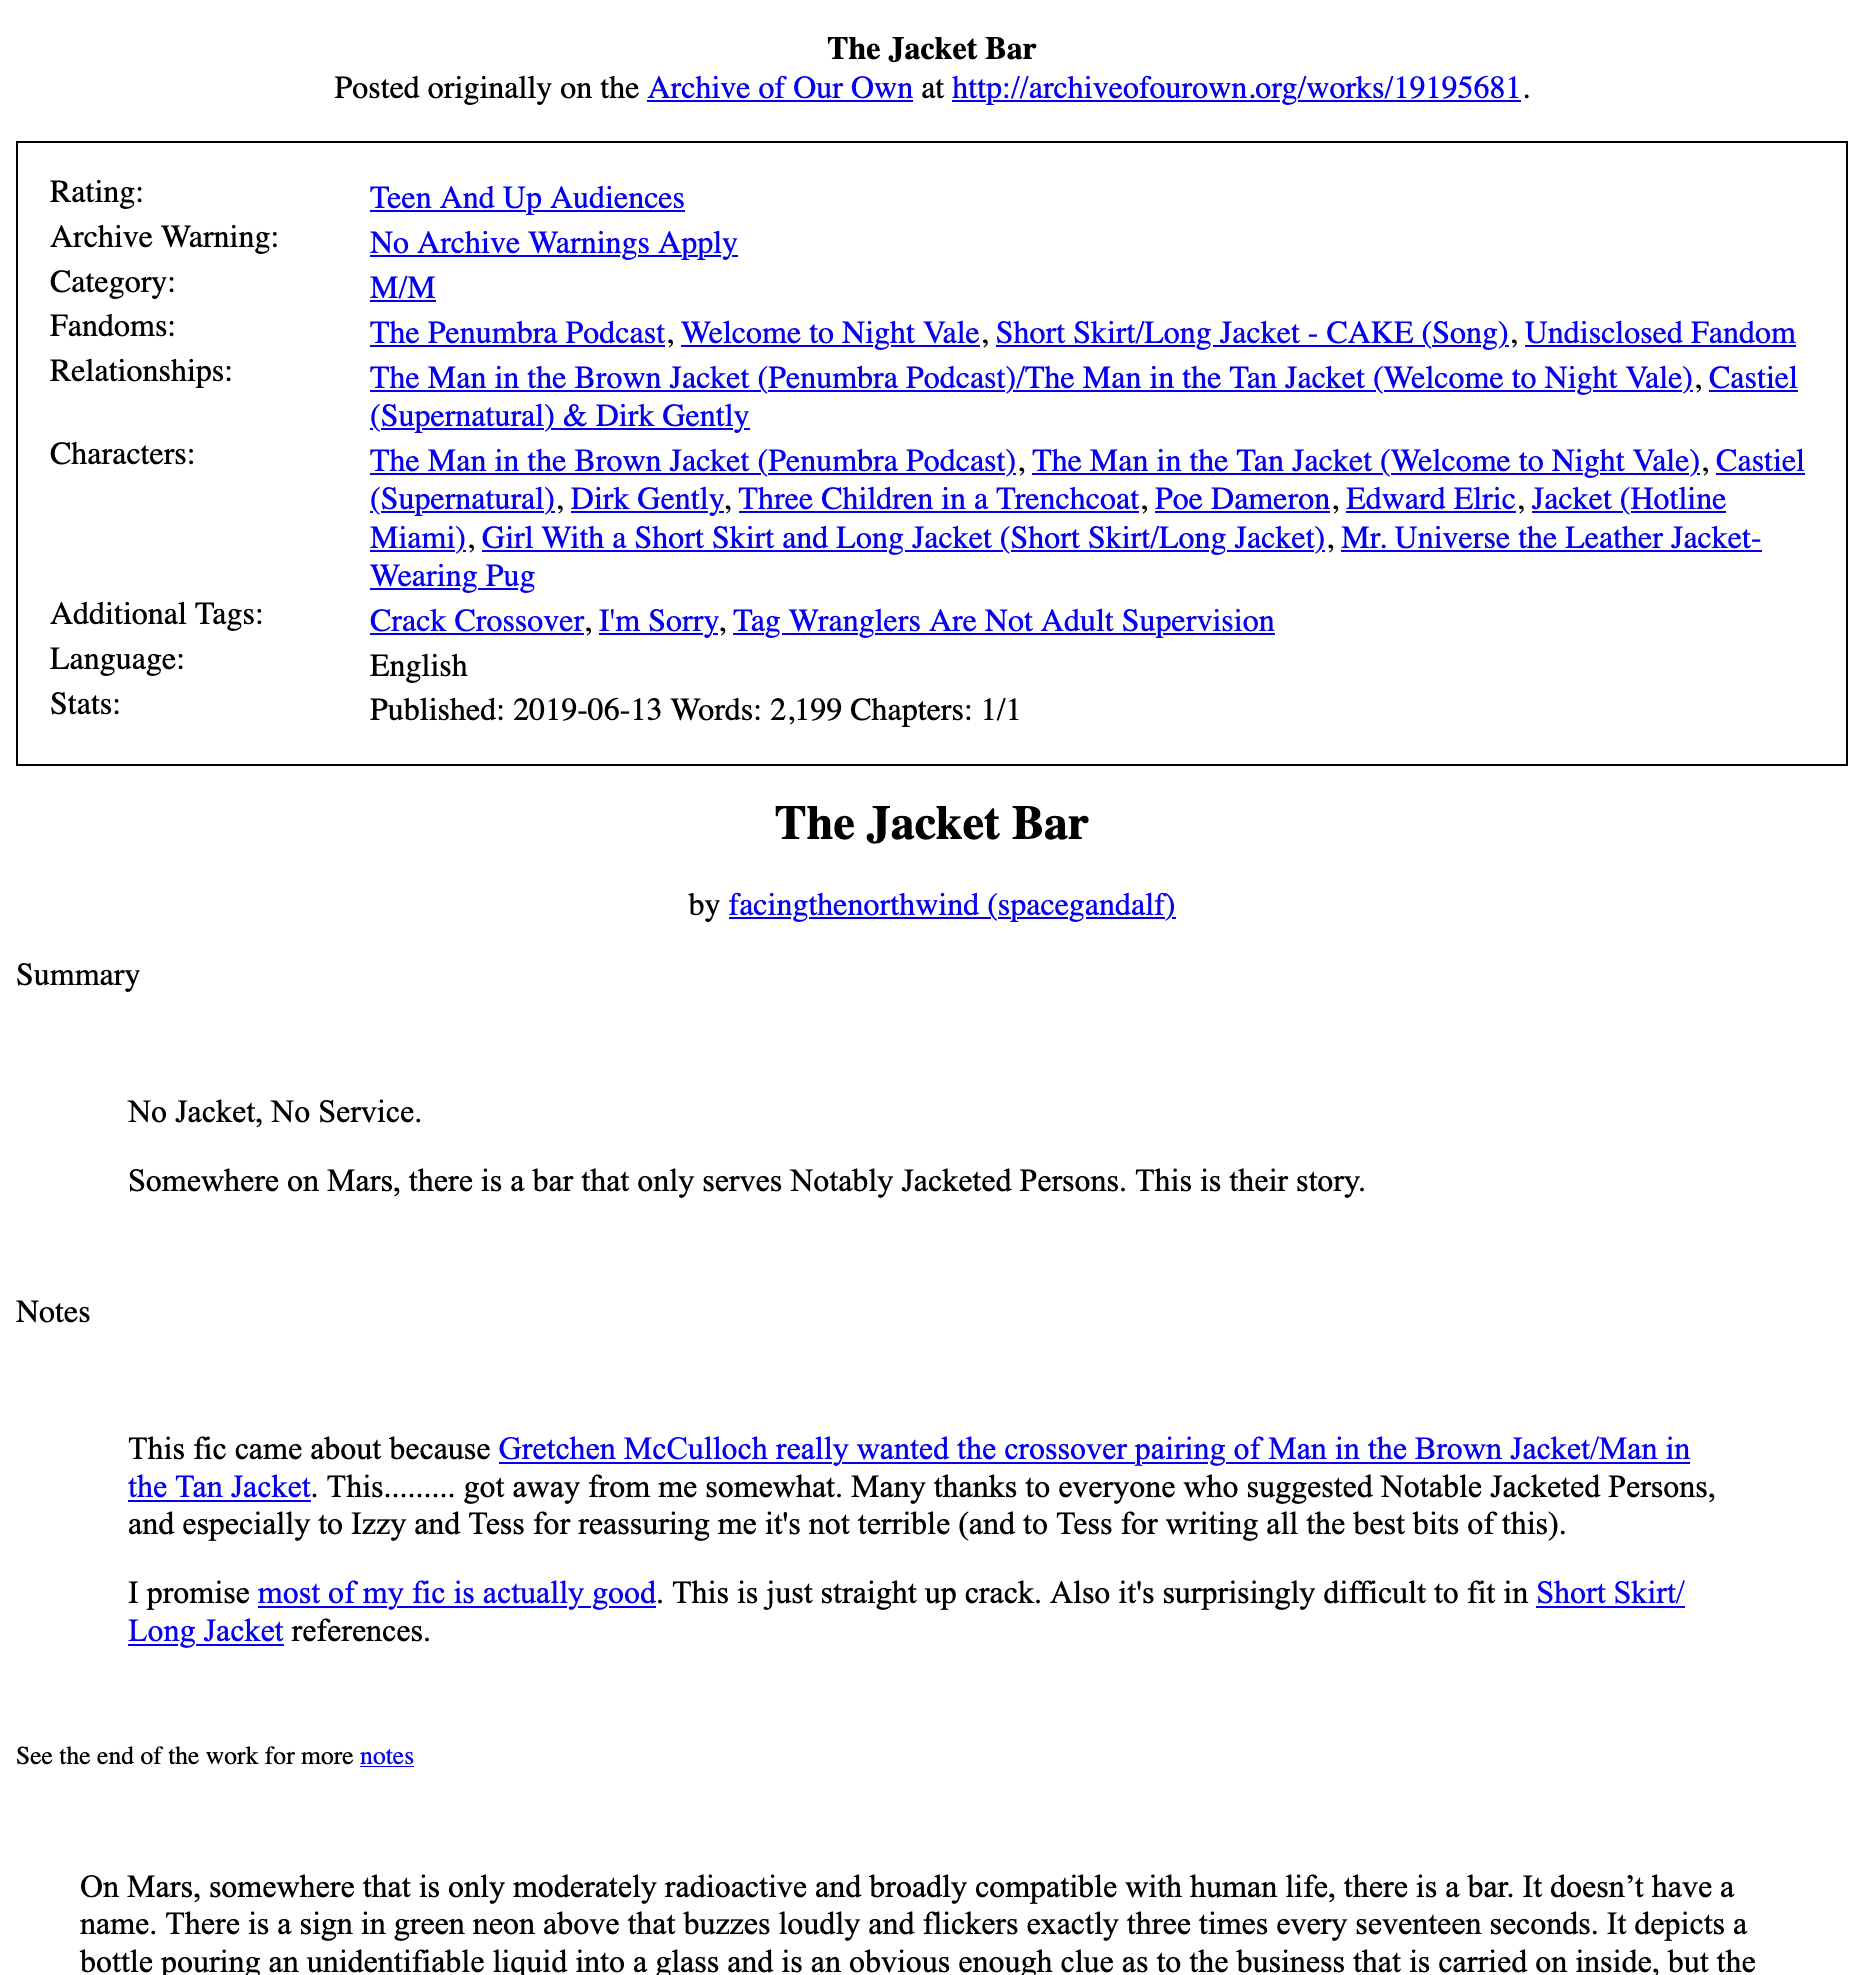 The Jacket Bar
Posted originally on the Archive of Our Own at http://archiveofourown.org/works/19195681.
Rating: Teen And Up Audiences
Archive Warning: No Archive Warnings Apply
Category: M/M
Fandoms: The Penumbra Podcast, Welcome to Night Vale, Short Skirt/Long Jacket - CAKE (Song), Undisclosed Fandom
Relationships: The Man in the Brown Jacket (Penumbra Podcast)/The Man in the Tan Jacket (Welcome to Night Vale), Castiel
(Supernatural) & Dirk Gently
Characters: The Man in the Brown Jacket (Penumbra Podcast), The Man in the Tan Jacket (Welcome to Night Vale), Castiel
(Supernatural), Dirk Gently, Three Children in a Trenchcoat, Poe Dameron, Edward Elric, Jacket (Hotline
Miami), Girl With a Short Skirt and Long Jacket (Short Skirt/Long Jacket), Mr. Universe the Leather Jacket-
Wearing Pug
Additional Tags: Crack Crossover, I'm Sorry, Tag Wranglers Are Not Adult Supervision
Language: English
Stats: Published: 2019-06-13 Words: 2,199 Chapters: 1/1
The Jacket Bar
by facingthenorthwind (spacegandalf)
Summary
No Jacket, No Service.
Somewhere on Mars, there is a bar that only serves Notably Jacketed Persons. This is their story.
Notes
This fic came about because Gretchen McCulloch really wanted the crossover pairing of Man in the Brown Jacket/Man in
the Tan Jacket. This......... got away from me somewhat. Many thanks to everyone who suggested Notable Jacketed Persons,
and especially to Izzy and Tess for reassuring me it's not terrible (and to Tess for writing all the best bits of this).
I promise most of my fic is actually good. This is just straight up crack. Also it's surprisingly difficult to fit in Short Skirt/
Long Jacket references.
See the end of the work for more notes
On Mars, somewhere that is only moderately radioactive and broadly compatible with human life, there is a bar. It doesn’t have a
name. There is a sign in green neon above that buzzes loudly and flickers exactly three times every seventeen seconds. It depicts a
bottle pouring an unidentifiable liquid into a glass and is an obvious enough clue as to the business that is carried on inside, but the